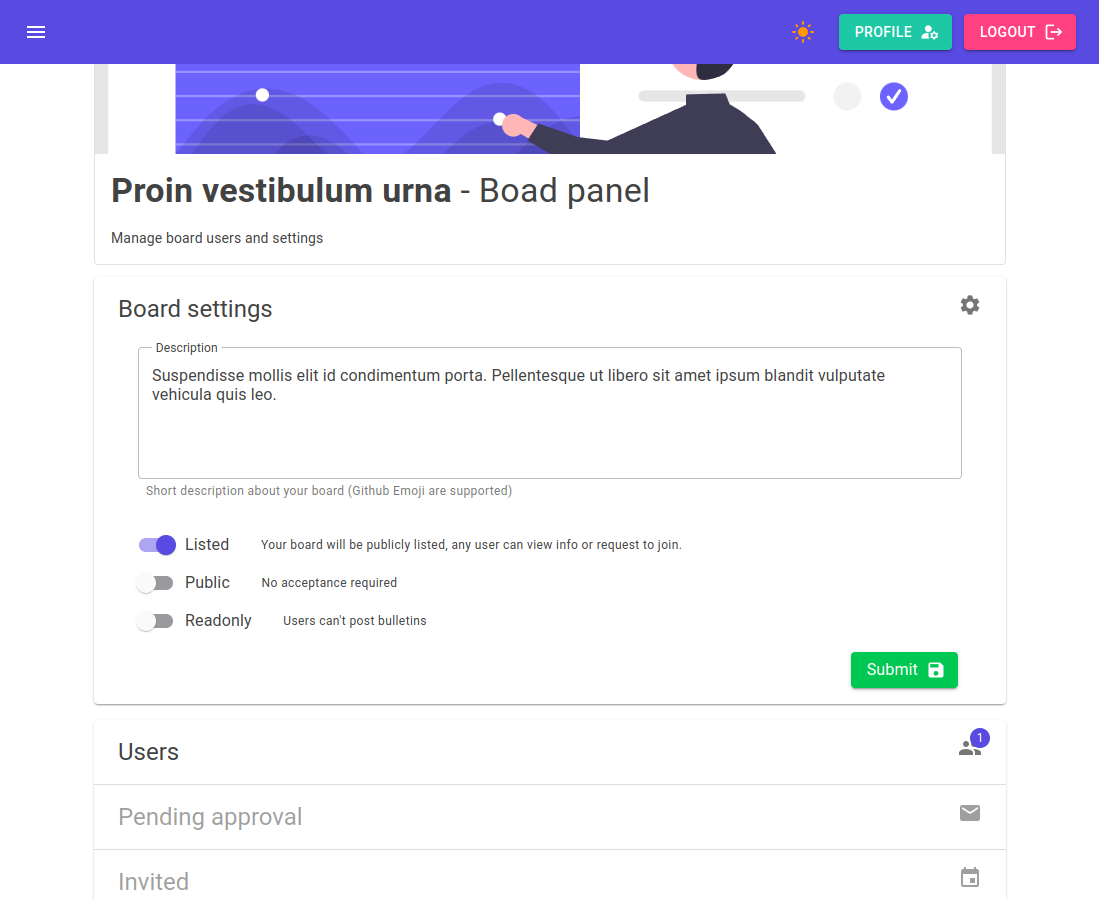 PROFILE
LOGOUT
Proin vestibulum urna - Boad panel
Manage board users and settings
Board settings
Description
Suspendisse mollis elit id condimentum porta. Pellentesque ut libero sit amet ipsum blandit vulputate
vehicula quis leo.
Short description about your board (Github Emoji are supported)
Listed Your board will be publicly listed, any user can view info or request to join.
Public No acceptance required
Readonly Users can't post bulletins
Submit
Users
1
Pending approval
Invited